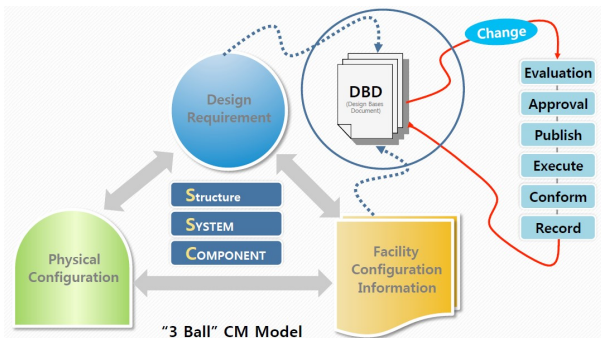 Change
Design
Requirement
DBD
(Design Bases
Document)
Evaluation
Approval
Publish
Execute
Conform
Record
Structure
SYSTEM
COMPONENT
Physical
Configuration
Facility
Configuration
Information
“3 Ball” CM Model